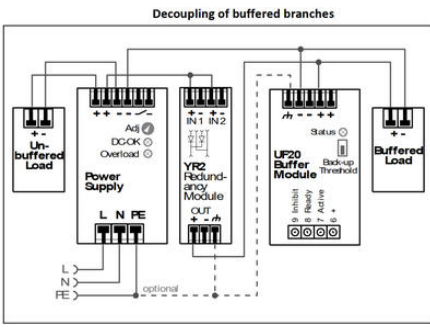 Decoupling of buffered branches
+ -
Un-
buffered
Load
+ + - -
Adj
DC-OK
Overload
Power
Supply
L N PE
+ - + -
IN 1 IN 2
YR2
Redund-
ancy
Module
OUT
+ - -
- - + +
Status
UF20
Buffer
Module
Back-up
Threshold
9 Inhibit
8 Ready
7 Active
6 +
+ -
Buffered
Load
L
N
PE
optional